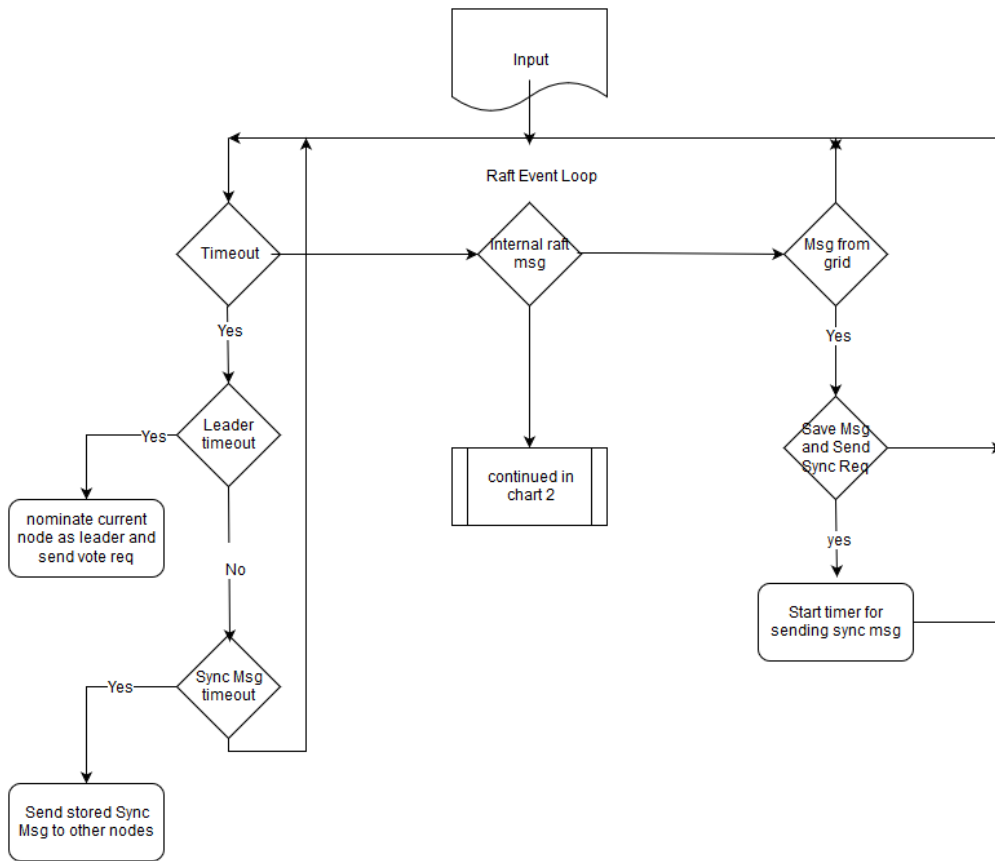 Input
Raft Event Loop
Timeout
Internal raft
msg
Msg from
grid
Yes
Yes
Leader
timeout
Yes
Save Msg
and Send
Sync Req
continued in
chart 2
nominate current
node as leader and
send vote req
yes
No
Start timer for
sending sync msg
Sync Msg
timeout
Yes
Send stored Sync
Msg to other nodes